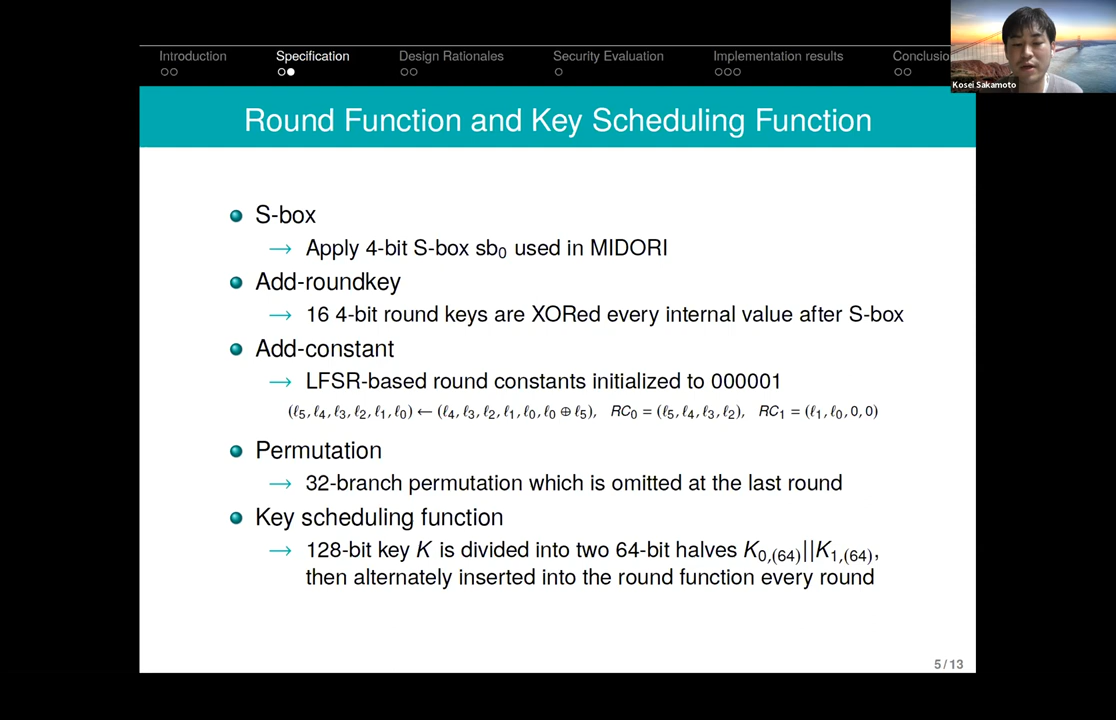 Introduction Specification Design Rationales Security Evaluation Implementation results Conclusio
Kosei Sakamoto
Round Function and Key Scheduling Function
S-box
→ Apply 4-bit S-box sb₀ used in MIDORI
Add-roundkey
→ 16 4-bit round keys are XORed every internal value after S-box
Add-constant
→ LFSR-based round constants initialized to 000001
(ℓ₅, ℓ₄, ℓ₃, ℓ₂, ℓ₁, ℓ₀) ← (ℓ₄, ℓ₃, ℓ₂, ℓ₁, ℓ₀, ℓ₀ ⊕ ℓ₅), RC₀ = (ℓ₅, ℓ₄, ℓ₃, ℓ₂), RC₁ = (ℓ₁, ℓ₀, 0, 0)
Permutation
→ 32-branch permutation which is omitted at the last round
Key scheduling function
→ 128-bit key K is divided into two 64-bit halves K₀,₍₆₄₎||K₁,₍₆₄₎,
then alternately inserted into the round function every round
5 / 13